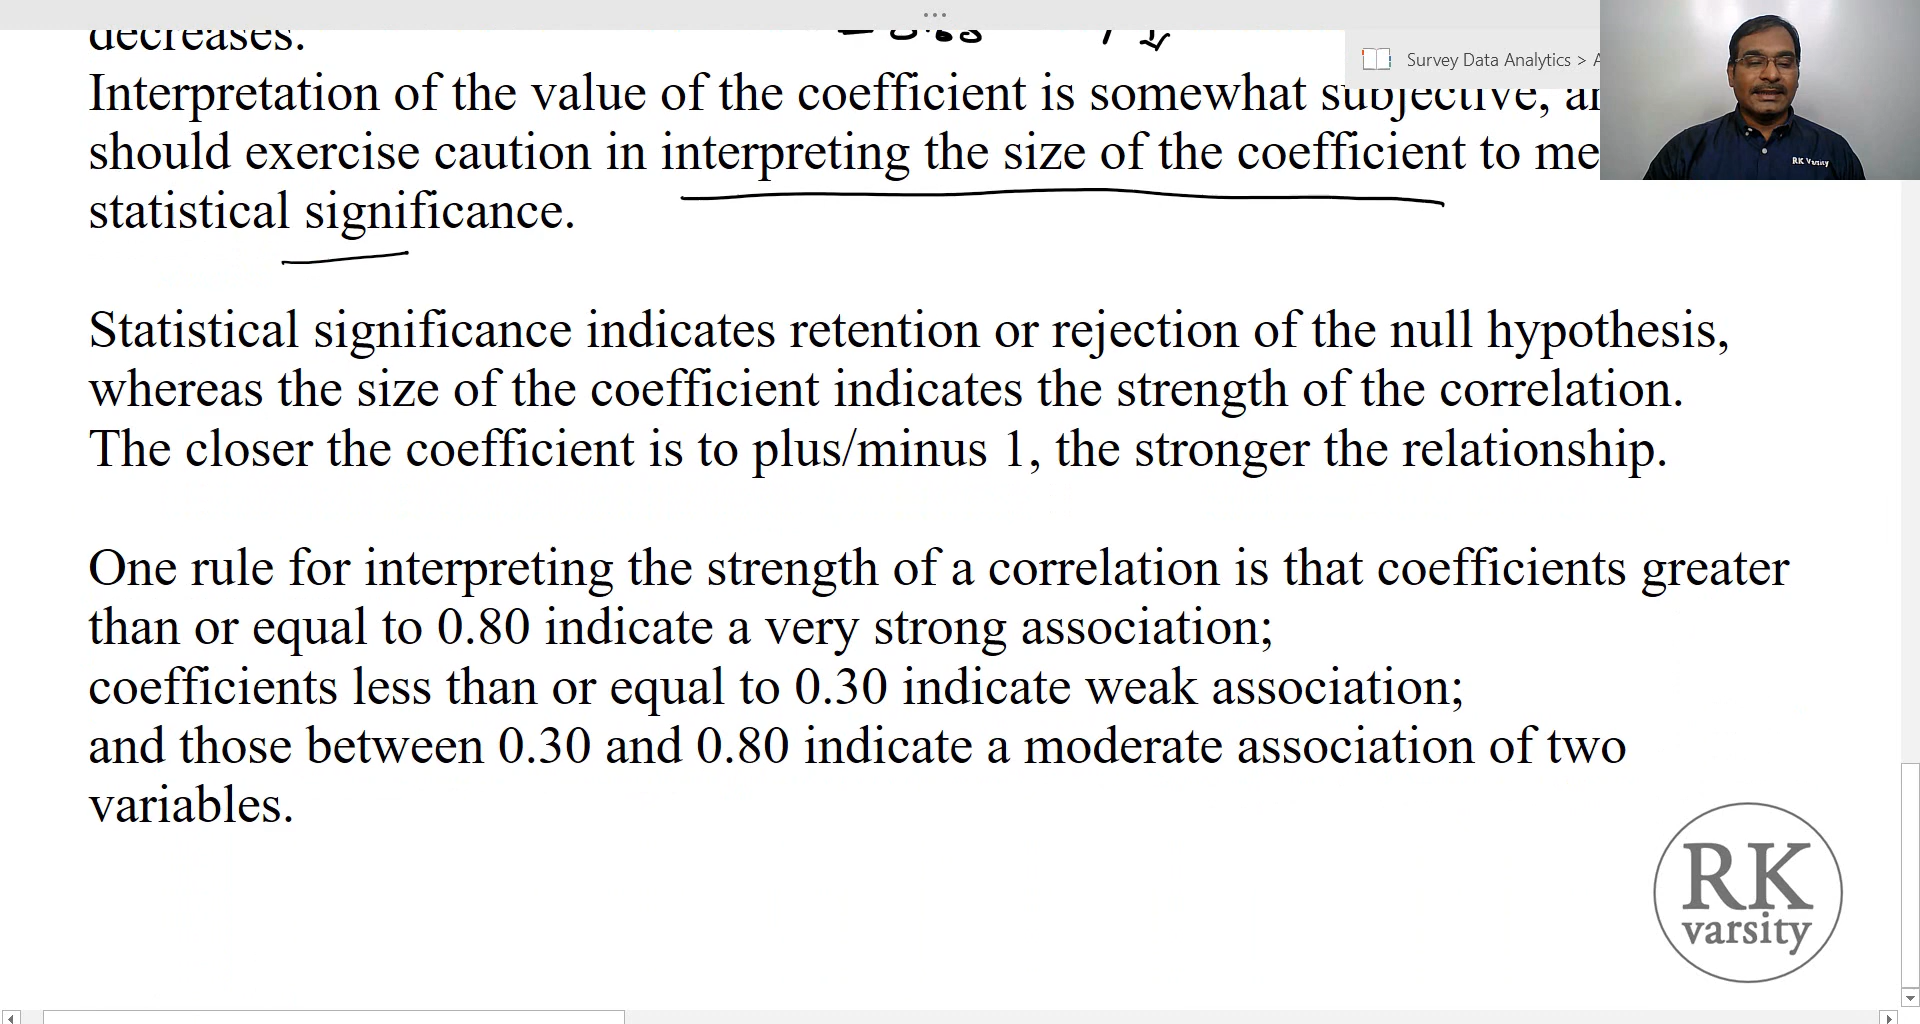 decreases.
Survey Data Analytics >
Interpretation of the value of the coefficient is somewhat subjective,
should exercise caution in interpreting the size of the coefficient to
statistical significance.
Statistical significance indicates retention or rejection of the null hypothesis,
whereas the size of the coefficient indicates the strength of the correlation.
The closer the coefficient is to plus/minus 1, the stronger the relationship.
One rule for interpreting the strength of a correlation is that coefficients greater
than or equal to 0.80 indicate a very strong association;
coefficients less than or equal to 0.30 indicate weak association;
and those between 0.30 and 0.80 indicate a moderate association of two
variables.
RK Varsity
RK
varsity